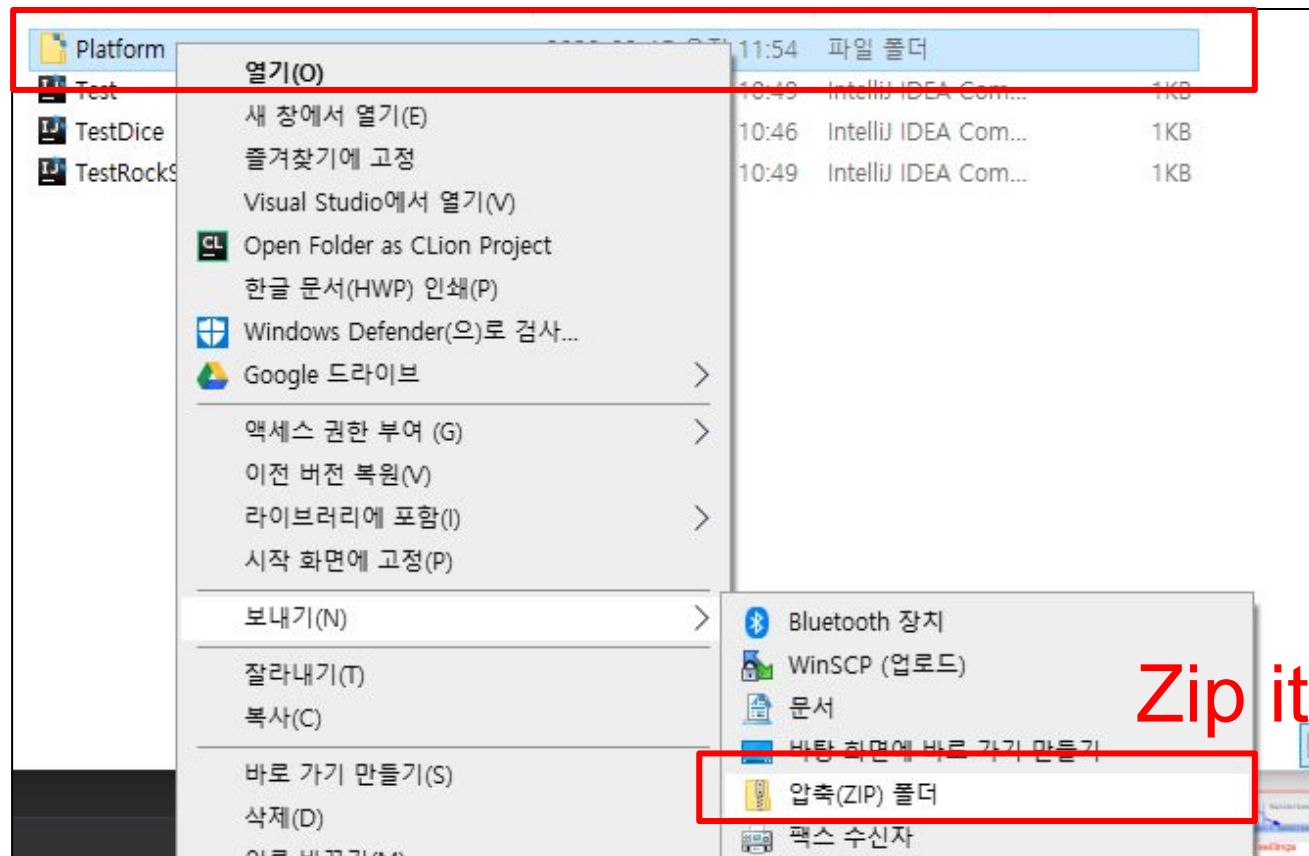 Platform 11:54 파일 폴더
Test 10:49 IntelliJ IDEA Com... 1KB
TestDice 10:46 IntelliJ IDEA Com... 1KB
TestRockS 10:49 IntelliJ IDEA Com... 1KB
열기(O)
새 창에서 열기(E)
즐겨찾기에 고정
Visual Studio에서 열기(V)
CL Open Folder as CLion Project
한글 문서(HWP) 인쇄(P)
Windows Defender(으)로 검사...
Google 드라이브
액세스 권한 부여 (G)
이전 버전 복원(V)
라이브러리에 포함(I)
시작 화면에 고정(P)
보내기(N)
잘라내기(T)
복사(C)
바로 가기 만들기(S)
삭제(D)
Bluetooth 장치
WinSCP (업로드)
문서
바탕 화면에 바로 가기 만들기
압축(ZIP) 폴더
팩스 수신자
Zip it